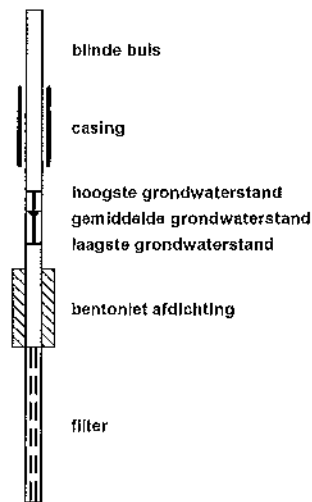 blinde buis
casing
hoogste grondwaterstand
gemiddelde grondwaterstand
laagste grondwaterstand
bentoniet afdichting
filter